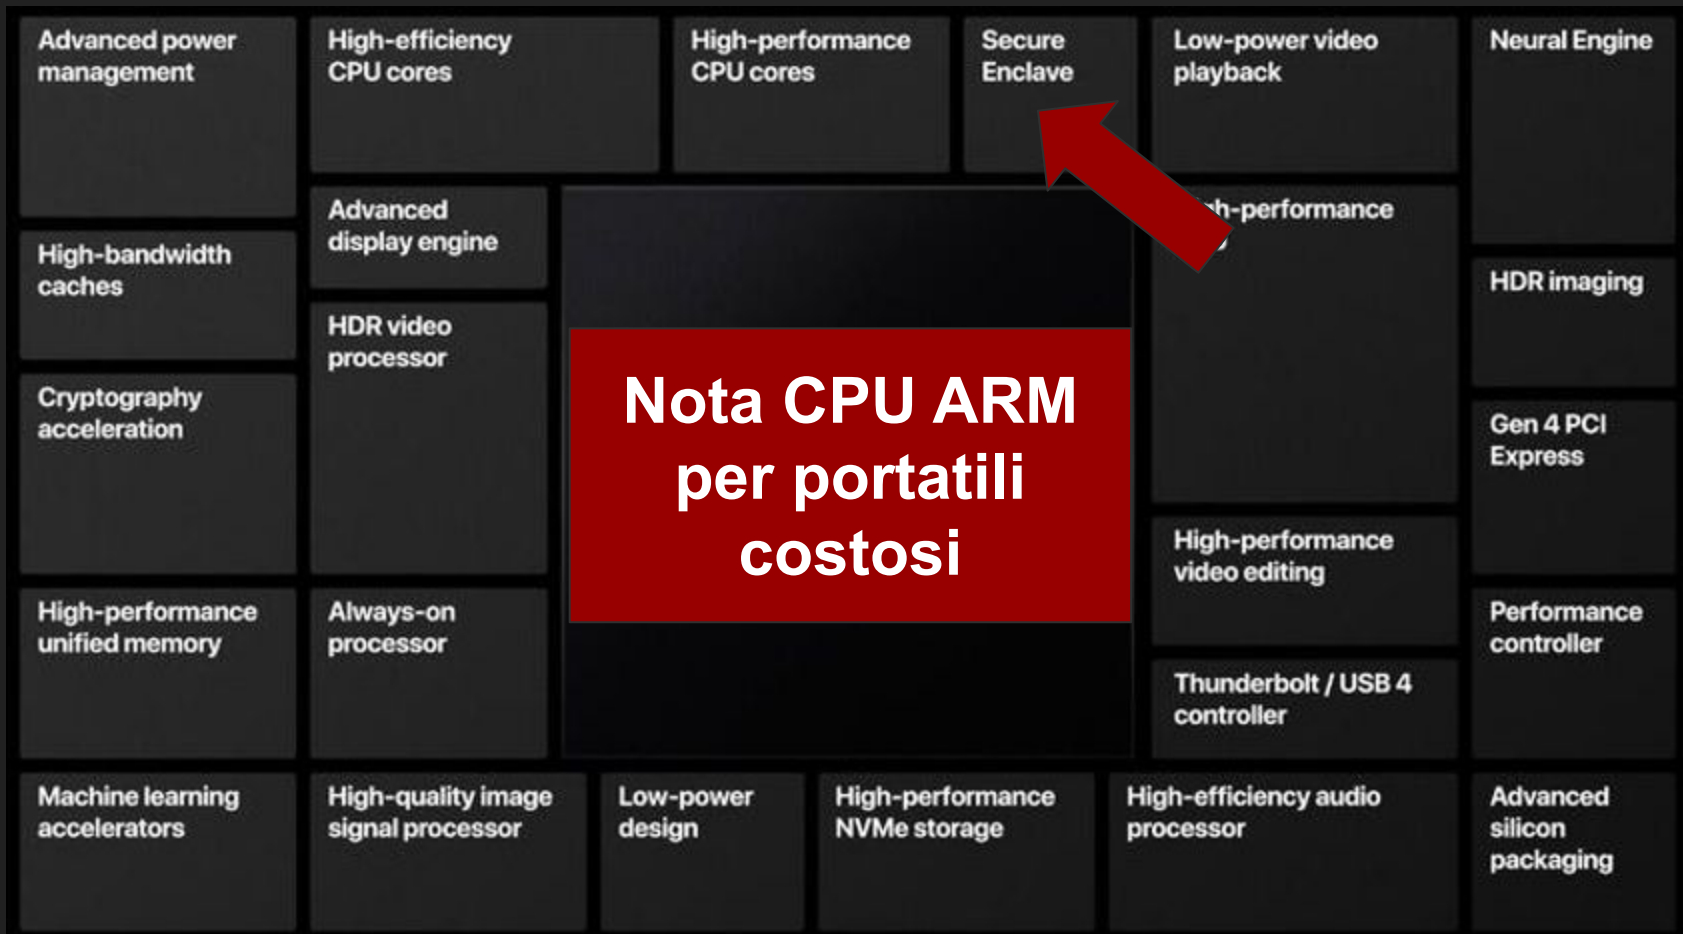 Advanced power
management
High-efficiency
CPU cores
High-performance
CPU cores
Secure
Enclave
Low-power video
playback
Neural Engine
High-bandwidth
caches
Advanced
display engine
h-performance
HDR imaging
HDR video
processor
Cryptography
acceleration
Nota CPU ARM
per portatili
costosi
Gen 4 PCI
Express
High-performance
video editing
High-performance
unified memory
Always-on
processor
Performance
controller
Thunderbolt / USB 4
controller
Machine learning
accelerators
High-quality image
signal processor
Low-power
design
High-performance
NVMe storage
High-efficiency audio
processor
Advanced
silicon
packaging